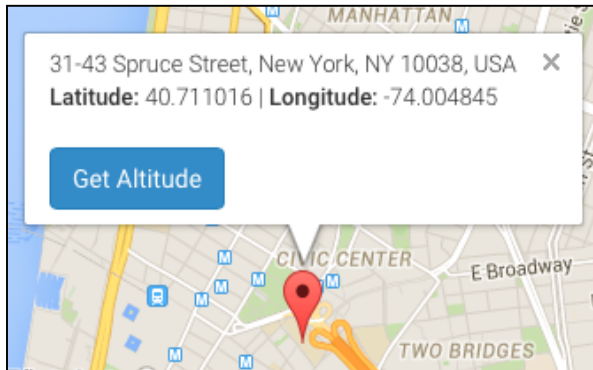 MANHATTAN
31-43 Spruce Street, New York, NY 10038, USA ×
Latitude: 40.711016 | Longitude: -74.004845
Get Altitude
CIVIC CENTER
E Broadway
TWO BRIDGES
M
M
M
M
M
M
M
M